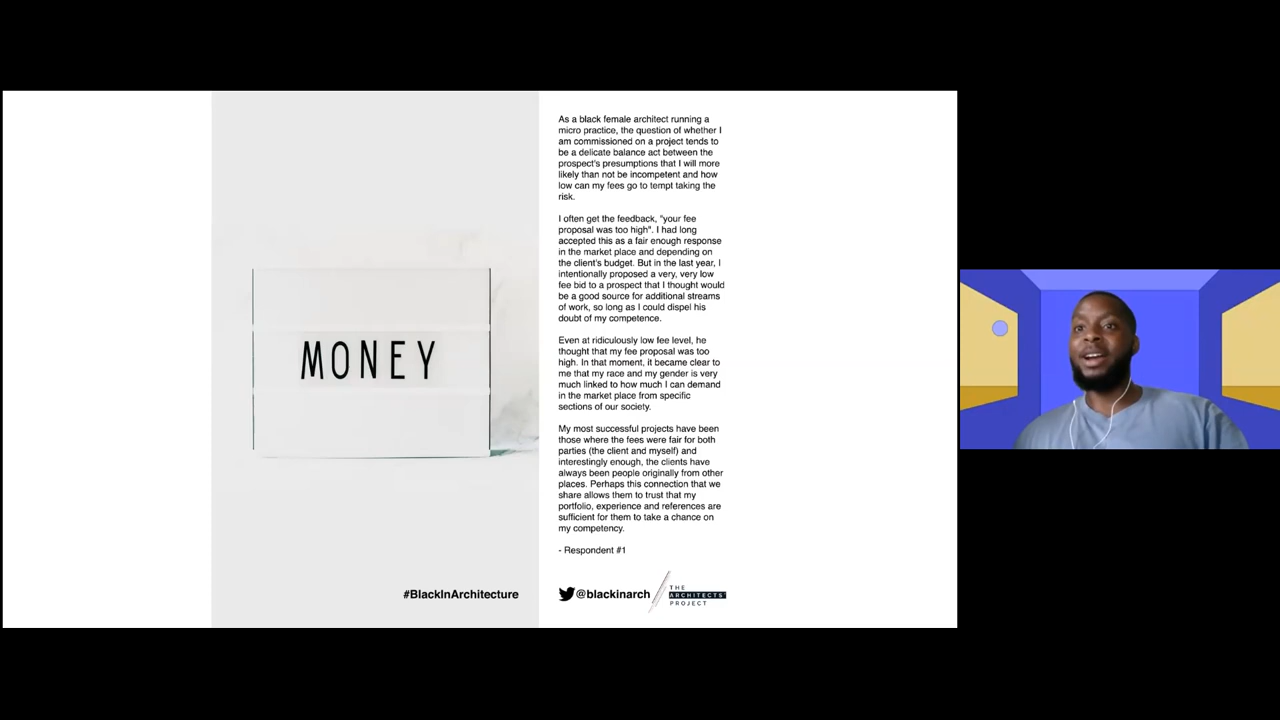 MONEY
#BlackInArchitecture
As a black female architect running a
micro practice, the question of whether I
am commissioned on a project tends to
be a delicate balance act between the
prospect's presumptions that I will more
likely than not be incompetent and how
low can my fees go to tempt taking the
risk.
I often get the feedback, "your fee
proposal was too high". I had long
accepted this as a fair enough response
in the market place and depending on
the client's budget. But in the last year, I
intentionally proposed a very, very low
fee bid to a prospect that I thought would
be a good source for additional streams
of work, so long as I could dispel his
doubt of my competence.
Even at ridiculously low fee level, he
thought that my fee proposal was too
high. In that moment, it became clear to
me that my race and my gender is very
much linked to how much I can demand
in the market place from specific
sections of our society.
My most successful projects have been
those where the fees were fair for both
parties (the client and myself) and
interestingly enough, the clients have
always been people originally from other
places. Perhaps this connection that we
share allows them to trust that my
portfolio, experience and references are
sufficient for them to take a chance on
my competency.
- Respondent #1
@blackinarch
THE
ARCHITECTS'
PROJECT